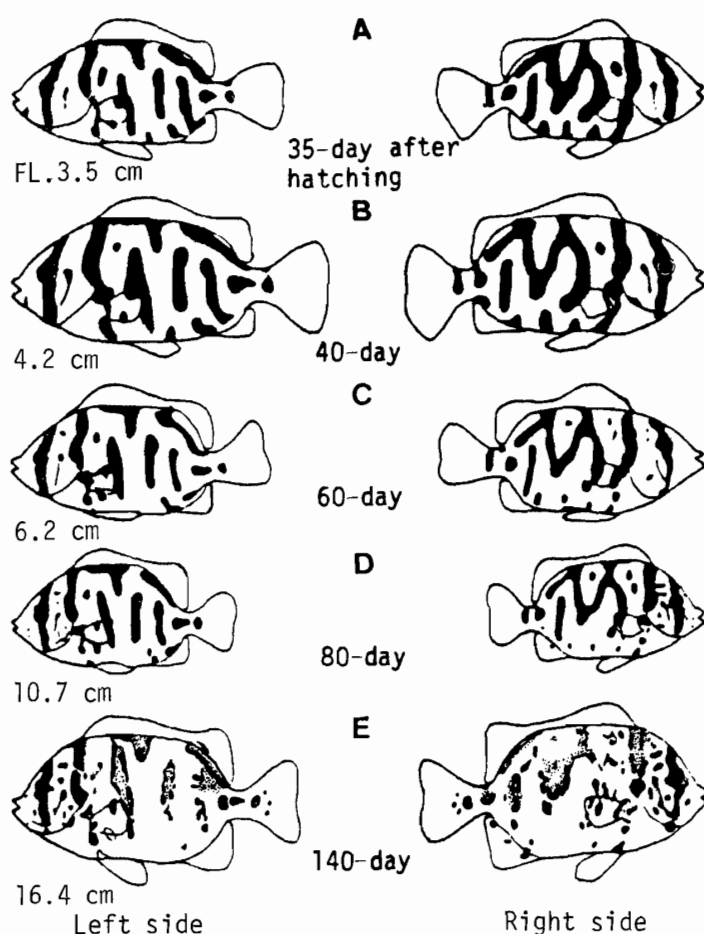 A
FL.3.5 cm
35-day after
hatching
B
4.2 cm
40-day
C
6.2 cm
60-day
D
10.7 cm
80-day
E
16.4 cm
140-day
Left side
Right side